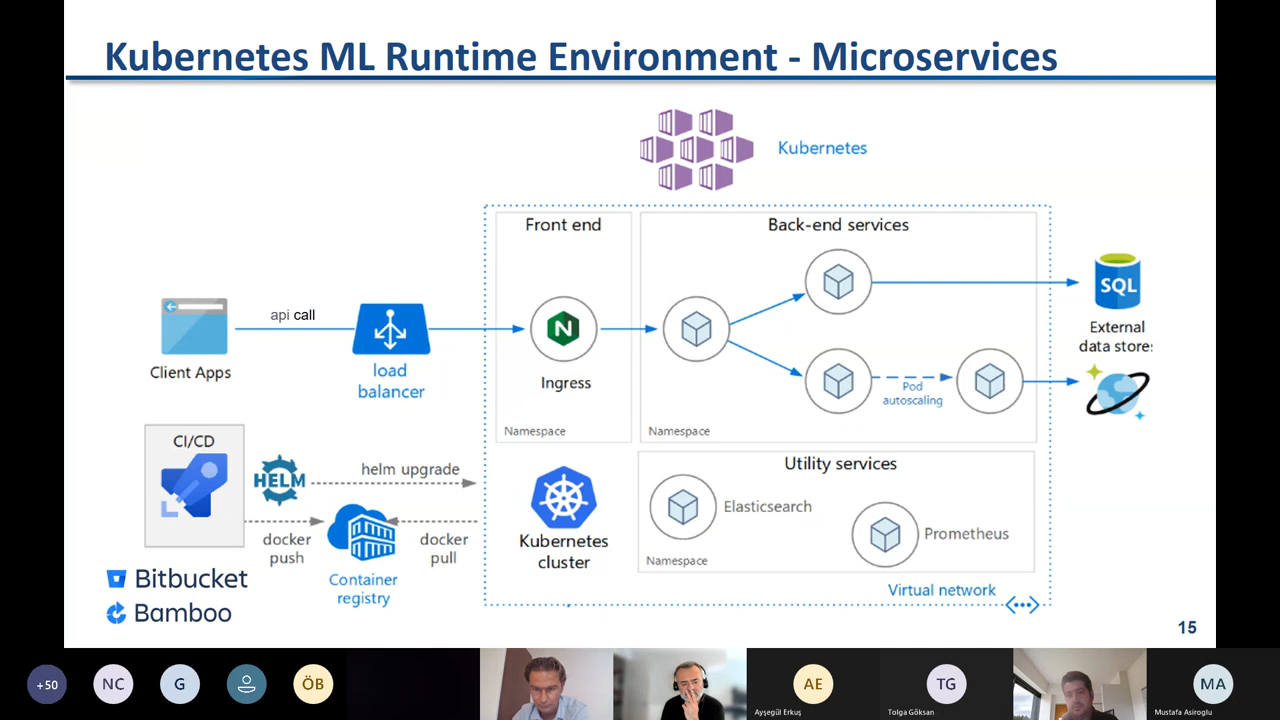 Kubernetes ML Runtime Environment - Microservices
Kubernetes
Front end
Back-end services
SQL
External
data store
api call
Client Apps
load
balancer
N
Ingress
Pod
autoscaling
Namespace
Namespace
CI/CD
HELM
helm upgrade
docker
push
docker
pull
Container
registry
Bitbucket
Bamboo
Kubernetes
cluster
Utility services
Elasticsearch
Prometheus
Namespace
Virtual network
15
+50
NC
G
ÖB
AE
Ayşegül Erkuş
TG
Tolga Göksan
MA
Mustafa Asiroglu